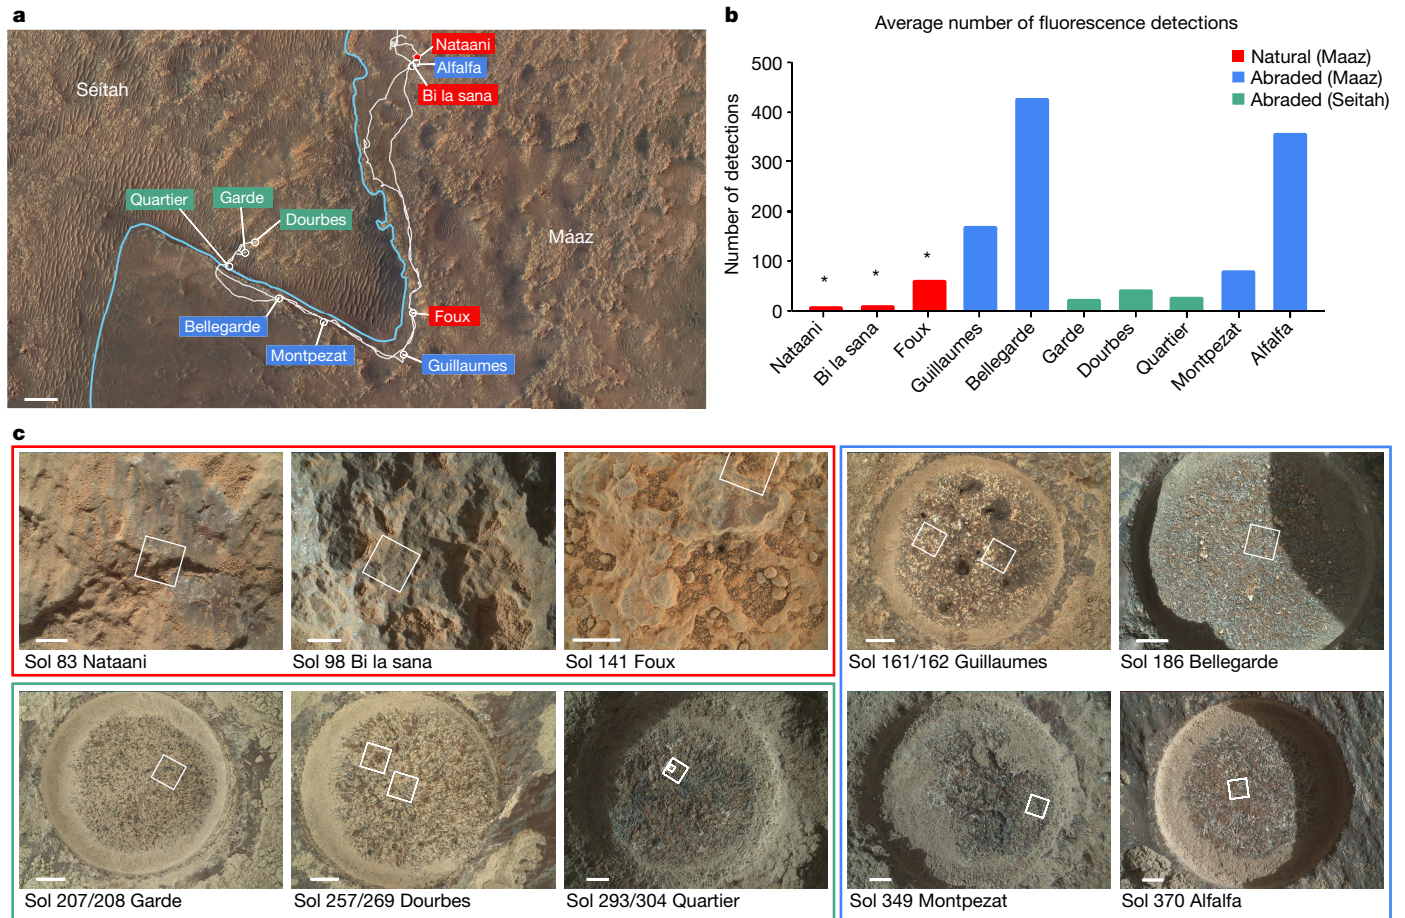 a
Séítah
Nataani
Alfalfa
Bi la sana
Quartier
Garde
Dourbes
Máaz
Bellegarde
Montpezat
Foux
Guillaumes
b
Average number of fluorescence detections
Natural (Maaz)
Abraded (Maaz)
Abraded (Seitah)
Number of detections
500
400
300
200
100
0
*
*
*
Nataani
Bi la sana
Foux
Guillaumes
Bellegarde
Garde
Dourbes
Quartier
Montpezat
Alfalfa
c
Sol 83 Nataani
Sol 98 Bi la sana
Sol 141 Foux
Sol 161/162 Guillaumes
Sol 186 Bellegarde
Sol 207/208 Garde
Sol 257/269 Dourbes
Sol 293/304 Quartier
Sol 349 Montpezat
Sol 370 Alfalfa